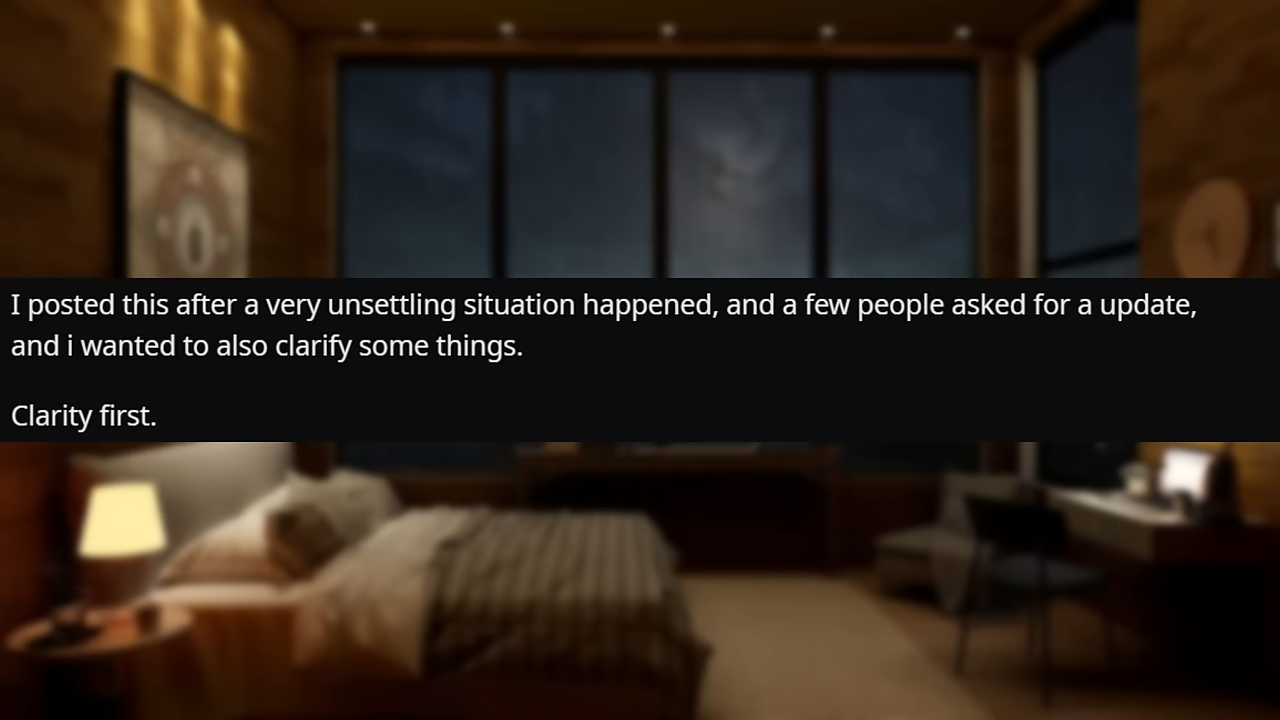 I posted this after a very unsettling situation happened, and a few people asked for a update,
and i wanted to also clarify some things.
Clarity first.